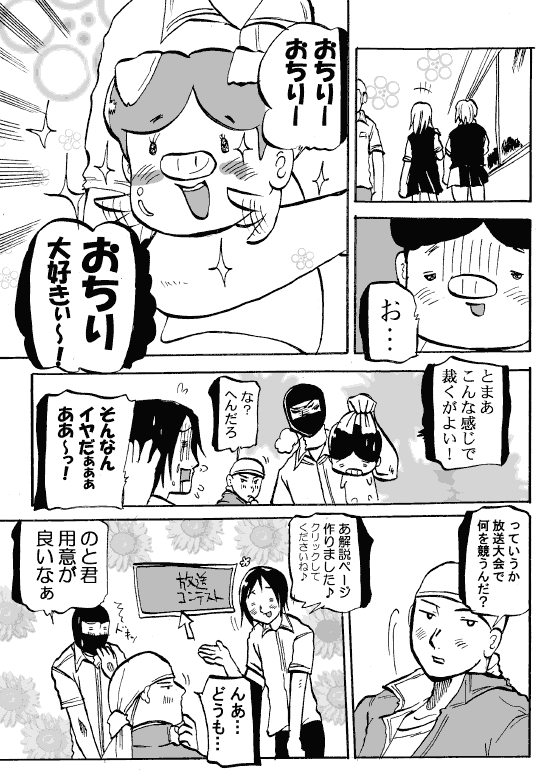 お…
おちりー
おちりー
おちり
大好きぃ～！
とまあ
こんな感じで
裁くがよい！
な？
へんだろ
そんなん
イヤだぁぁぁ
ああ～っ！
っていうか
放送大会で
何を競うんだ？
あ解説ページ
作りました♪
クリックして
くださいね♪
放送
コンテスト
んあ…
どうも…
のと君
用意が
良いなぁ